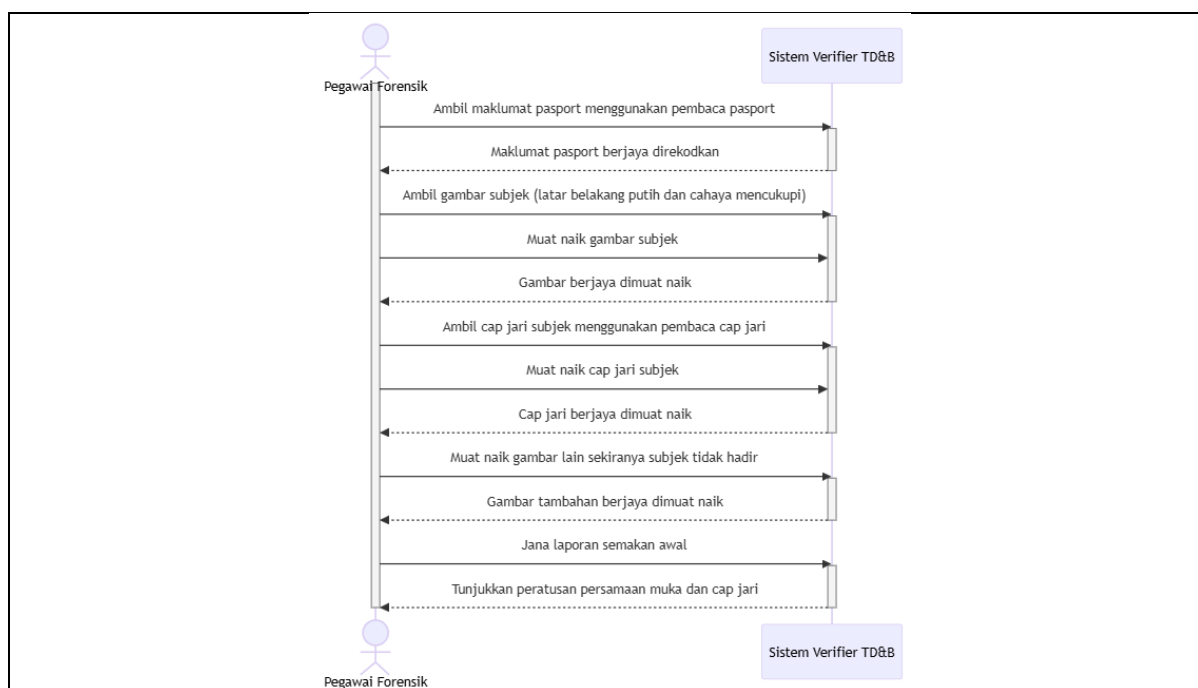 Pegawai Forensik
Sistem Verifier TD&B
Ambil maklumat pasport menggunakan pembaca pasport
Maklumat pasport berjaya direkodkan
Ambil gambar subjek (latar belakang putih dan cahaya mencukupi)
Muat naik gambar subjek
Gambar berjaya dimuat naik
Ambil cap jari subjek menggunakan pembaca cap jari
Muat naik cap jari subjek
Cap jari berjaya dimuat naik
Muat naik gambar lain sekiranya subjek tidak hadir
Gambar tambahan berjaya dimuat naik
Jana laporan semakan awal
Tunjukkan peratusan persamaan muka dan cap jari
Pegawai Forensik
Sistem Verifier TD&B